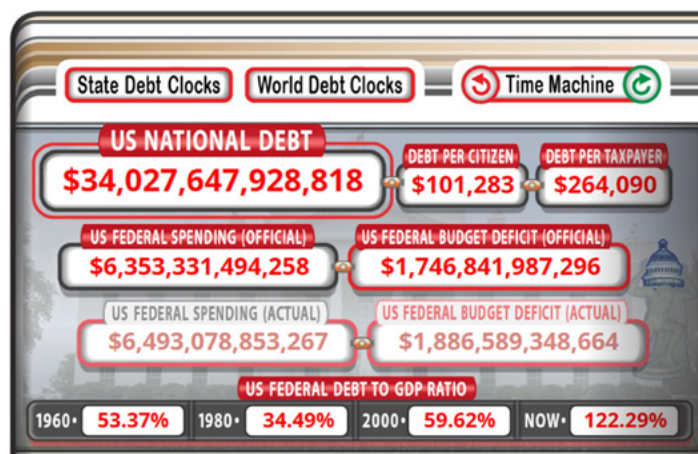 State Debt Clocks World Debt Clocks Time Machine
US NATIONAL DEBT
$34,027,647,928,818
DEBT PER CITIZEN
$101,283
DEBT PER TAXPAYER
$264,090
US FEDERAL SPENDING (OFFICIAL)
$6,353,331,494,258
US FEDERAL BUDGET DEFICIT (OFFICIAL)
$1,746,841,987,296
US FEDERAL SPENDING (ACTUAL)
$6,493,078,853,267
US FEDERAL BUDGET DEFICIT (ACTUAL)
$1,886,589,348,664
US FEDERAL DEBT TO GDP RATIO
1960• 53.37% 1980• 34.49% 2000• 59.62% NOW• 122.29%